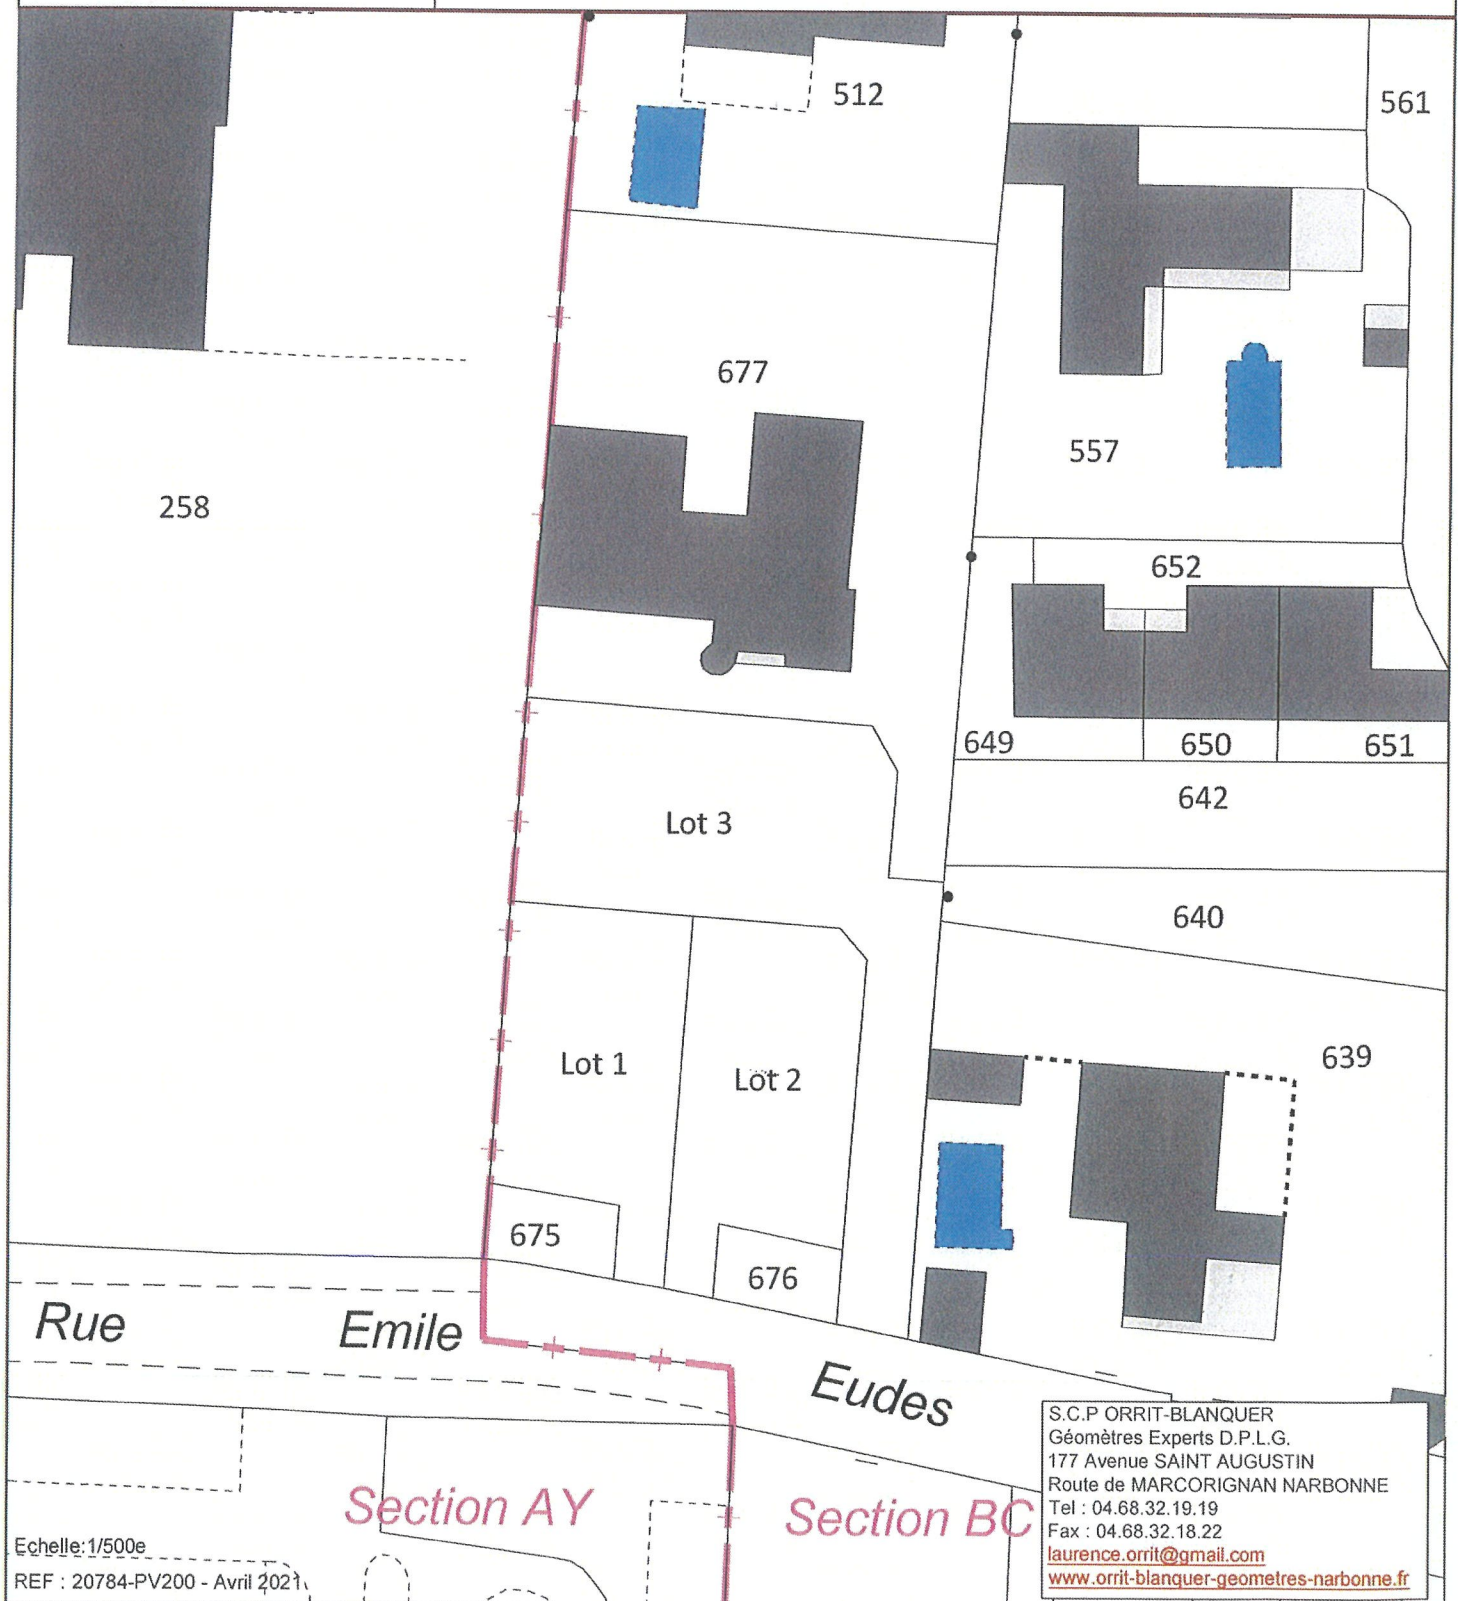 512
561
677
557
258
652
649
650
651
642
Lot 3
640
Lot 1
Lot 2
639
675
676
Rue Emile Eudes
Section AY
Section BC
S.C.P ORRIT-BLANQUER
Géomètres Experts D.P.L.G.
177 Avenue SAINT AUGUSTIN
Route de MARCORIGNAN NARBONNE
Tel : 04.68.32.19.19
Fax : 04.68.32.18.22
laurence.orrit@gmail.com
www.orrit-blanquer-geometres-narbonne.fr
Echelle:1/500e
REF : 20784-PV200 - Avril 2021